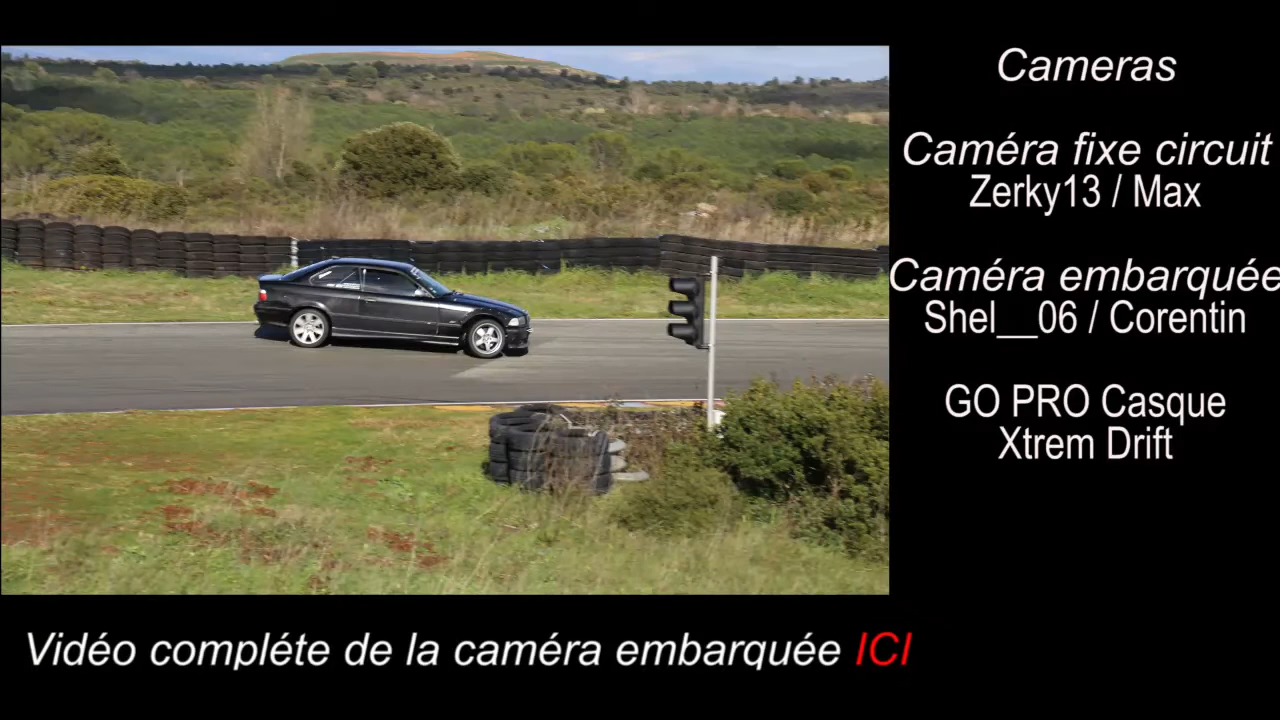 Cameras
Caméra fixe circuit
Zerky13 / Max
Caméra embarquée
Shel__06 / Corentin
GO PRO Casque
Xtrem Drift
Vidéo compléte de la caméra embarquée ICI